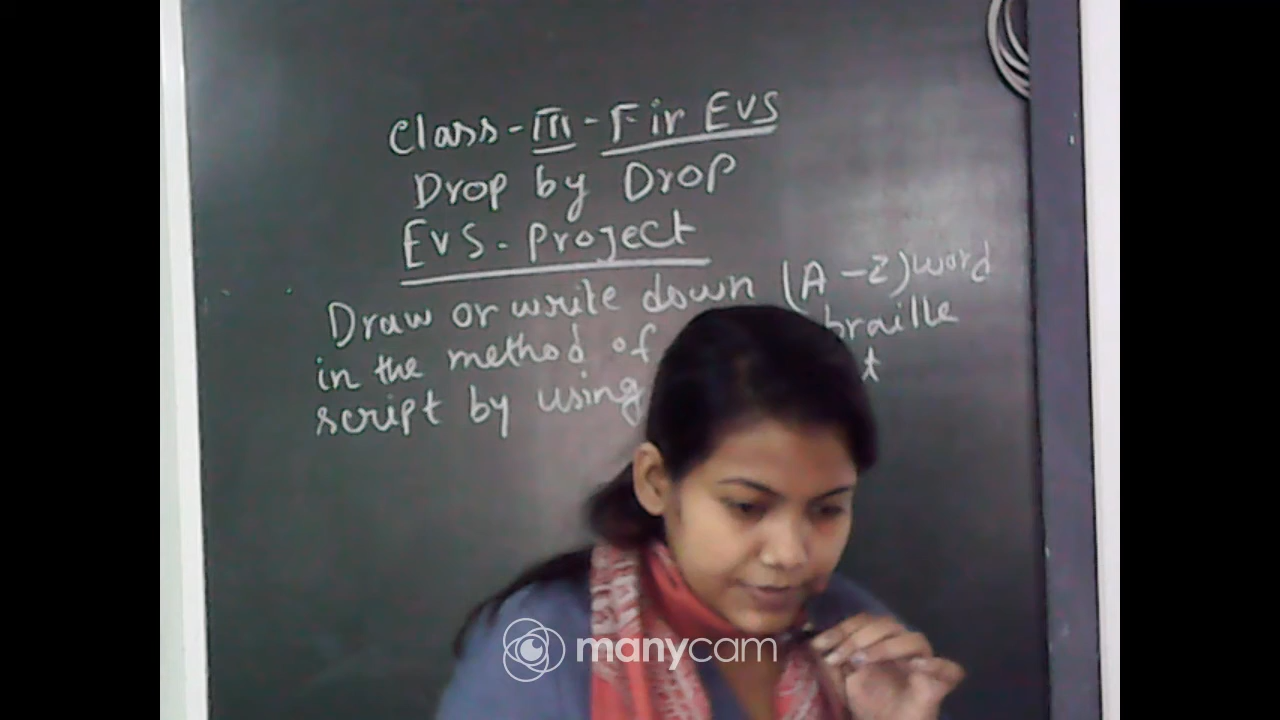 Class - III - Fir EVS
Drop by Drop
EVS - Project
Draw or write down (A - Z) word
in the method of braille
script by using
manycam